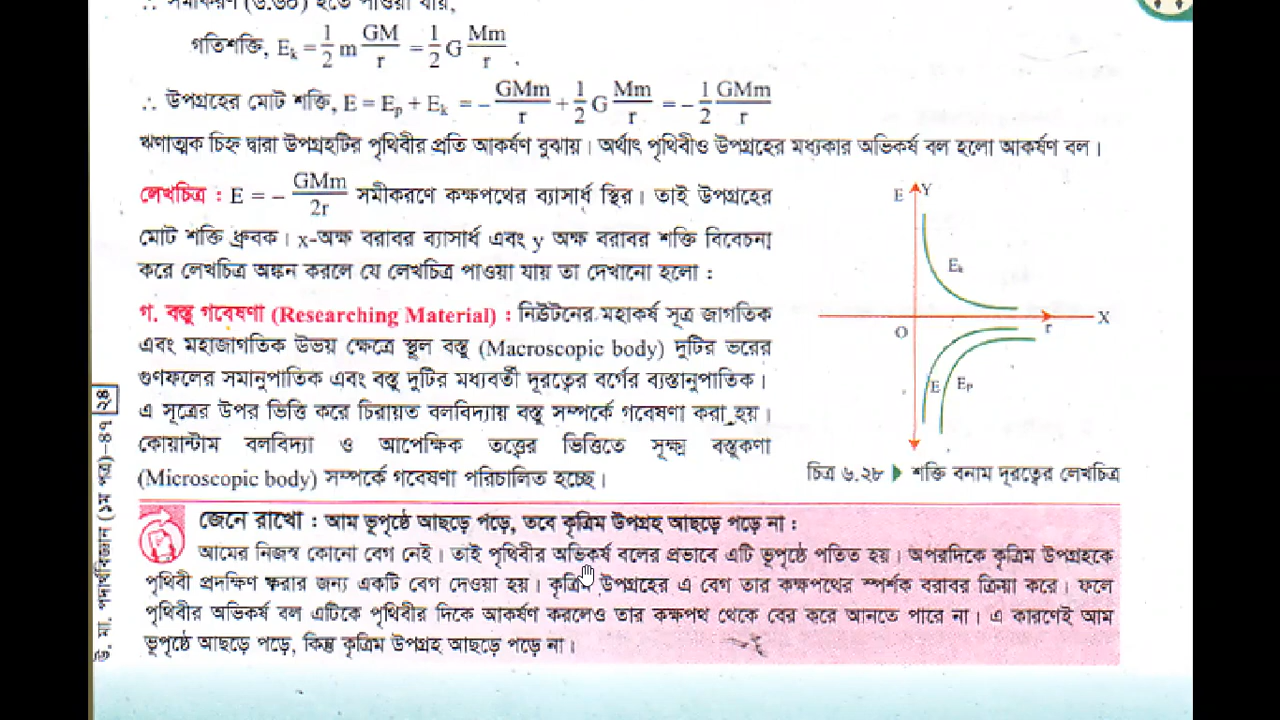 ∴ সমীকরণ (৬.৬০) হতে পাওয়া যায়,
গতিশক্তি, Eₖ = 1/2 m GM/r = 1/2 G Mm/r .
∴ উপগ্রহের মোট শক্তি, E = Eₚ + Eₖ = – GMm/r + 1/2 G Mm/r = – 1/2 GMm/r
ঋণাত্মক চিহ্ন দ্বারা উপগ্রহটির পৃথিবীর প্রতি আকর্ষণ বুঝায়। অর্থাৎ পৃথিবীও উপগ্রহের মধ্যকার অভিকর্ষ বল হলো আকর্ষণ বল।
লেখচিত্র : E = – GMm/2r সমীকরণে কক্ষপথের ব্যাসার্ধ স্থির। তাই উপগ্রহের
মোট শক্তি ধ্রুবক। x-অক্ষ বরাবর ব্যাসার্ধ এবং y অক্ষ বরাবর শক্তি বিবেচনা
করে লেখচিত্র অঙ্কন করলে যে লেখচিত্র পাওয়া যায় তা দেখানো হলো :
গ. বস্তু গবেষণা (Researching Material) : নিউটনের মহাকর্ষ সূত্র জাগতিক
এবং মহাজাগতিক উভয় ক্ষেত্রে স্থূল বস্তু (Macroscopic body) দুটির ভরের
গুণফলের সমানুপাতিক এবং বস্তু দুটির মধ্যবর্তী দূরত্বের বর্গের ব্যস্তানুপাতিক।
এ সূত্রের উপর ভিত্তি করে চিরায়ত বলবিদ্যায় বস্তু সম্পর্কে গবেষণা করা হয়।
কোয়ান্টাম বলবিদ্যা ও আপেক্ষিক তত্ত্বের ভিত্তিতে সূক্ষ্ম বস্তুকণা
(Microscopic body) সম্পর্কে গবেষণা পরিচালিত হচ্ছে।
E Y
Eₖ
O r X
E Eₚ
চিত্র ৬.২৮ ▶ শক্তি বনাম দূরত্বের লেখচিত্র
জেনে রাখো : আম ভূপৃষ্ঠে আছড়ে পড়ে, তবে কৃত্রিম উপগ্রহ আছড়ে পড়ে না :
আমের নিজস্ব কোনো বেগ নেই। তাই পৃথিবীর অভিকর্ষ বলের প্রভাবে এটি ভূপৃষ্ঠে পতিত হয়। অপরদিকে কৃত্রিম উপগ্রহকে
পৃথিবী প্রদক্ষিণ করার জন্য একটি বেগ দেওয়া হয়। কৃত্রিম উপগ্রহের এ বেগ তার কক্ষপথের স্পর্শক বরাবর ক্রিয়া করে। ফলে
পৃথিবীর অভিকর্ষ বল এটিকে পৃথিবীর দিকে আকর্ষণ করলেও তার কক্ষপথ থেকে বের করে আনতে পারে না। এ কারণেই আম
ভূপৃষ্ঠে আছড়ে পড়ে, কিন্তু কৃত্রিম উপগ্রহ আছড়ে পড়ে না।
উ. মা. পদার্থবিজ্ঞান (১ম পত্র)–৪৭ ২৪